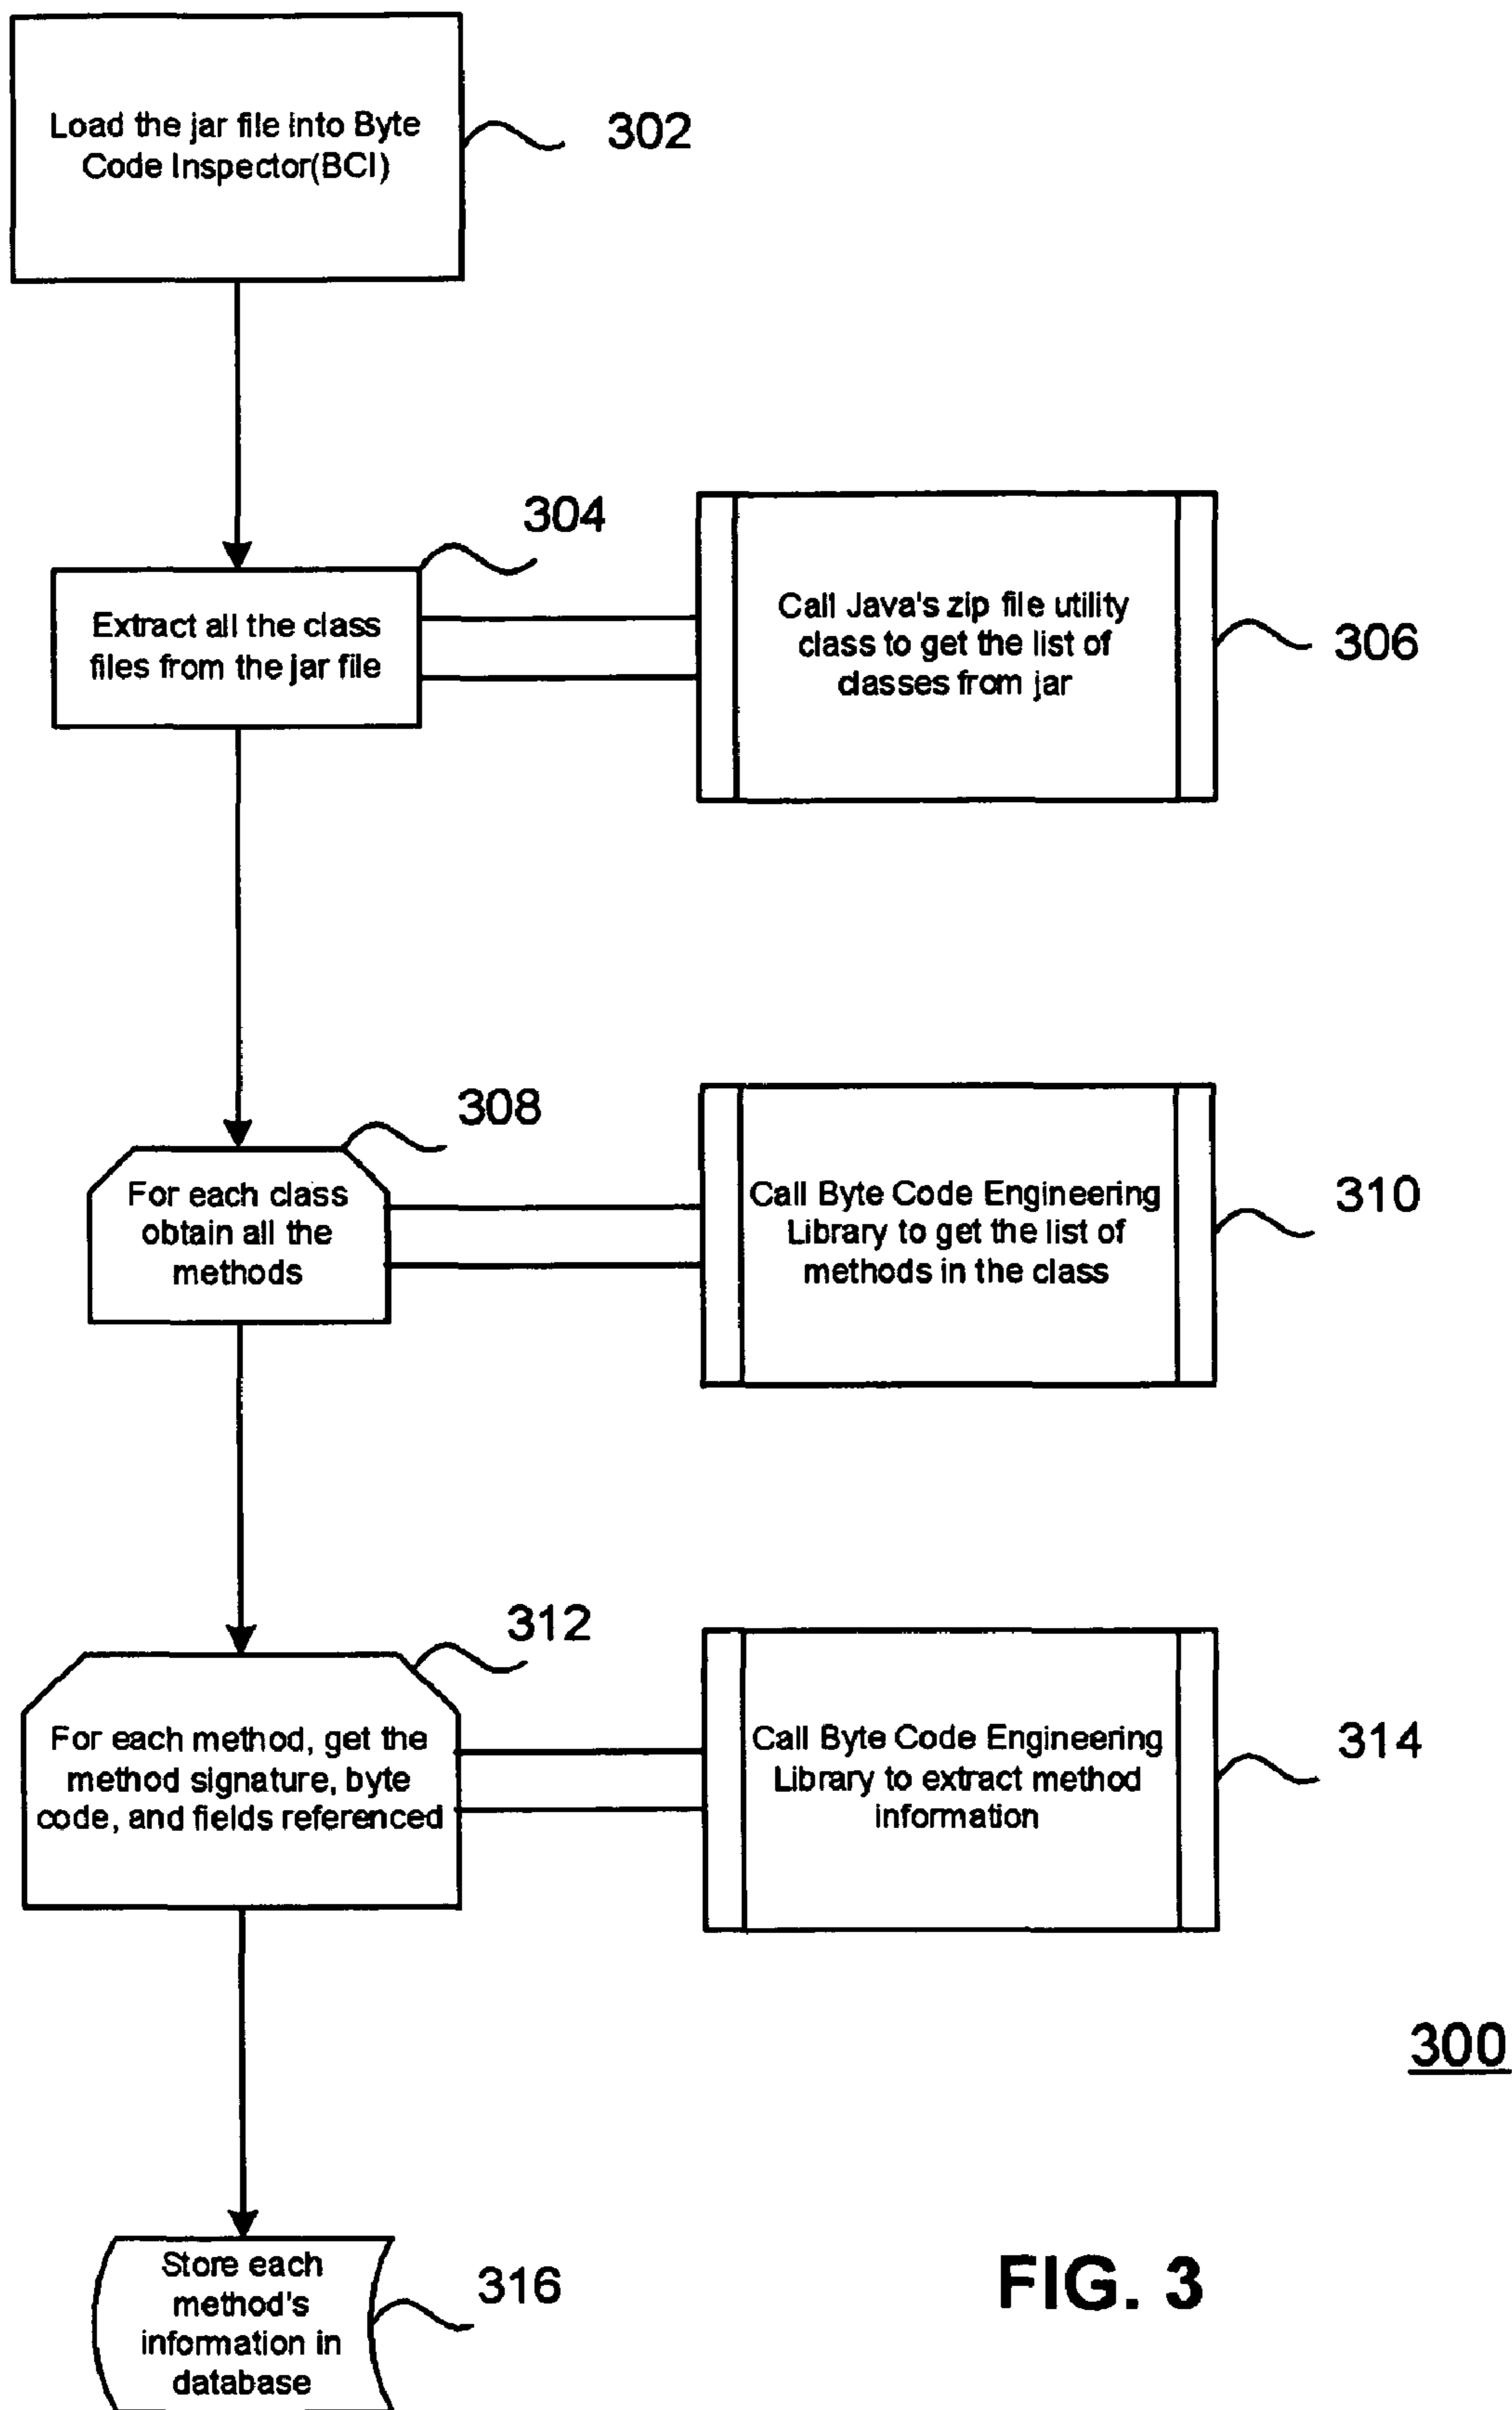 Load the jar file into Byte
Code Inspector(BCI)
302
304
Extract all the class
files from the jar file
Call Java's zip file utility
class to get the list of
classes from jar
306
308
For each class
obtain all the
methods
Call Byte Code Engineering
Library to get the list of
methods in the class
310
312
For each method, get the
method signature, byte
code, and fields referenced
Call Byte Code Engineering
Library to extract method
information
314
300
Store each
method's
information in
database
316
FIG. 3